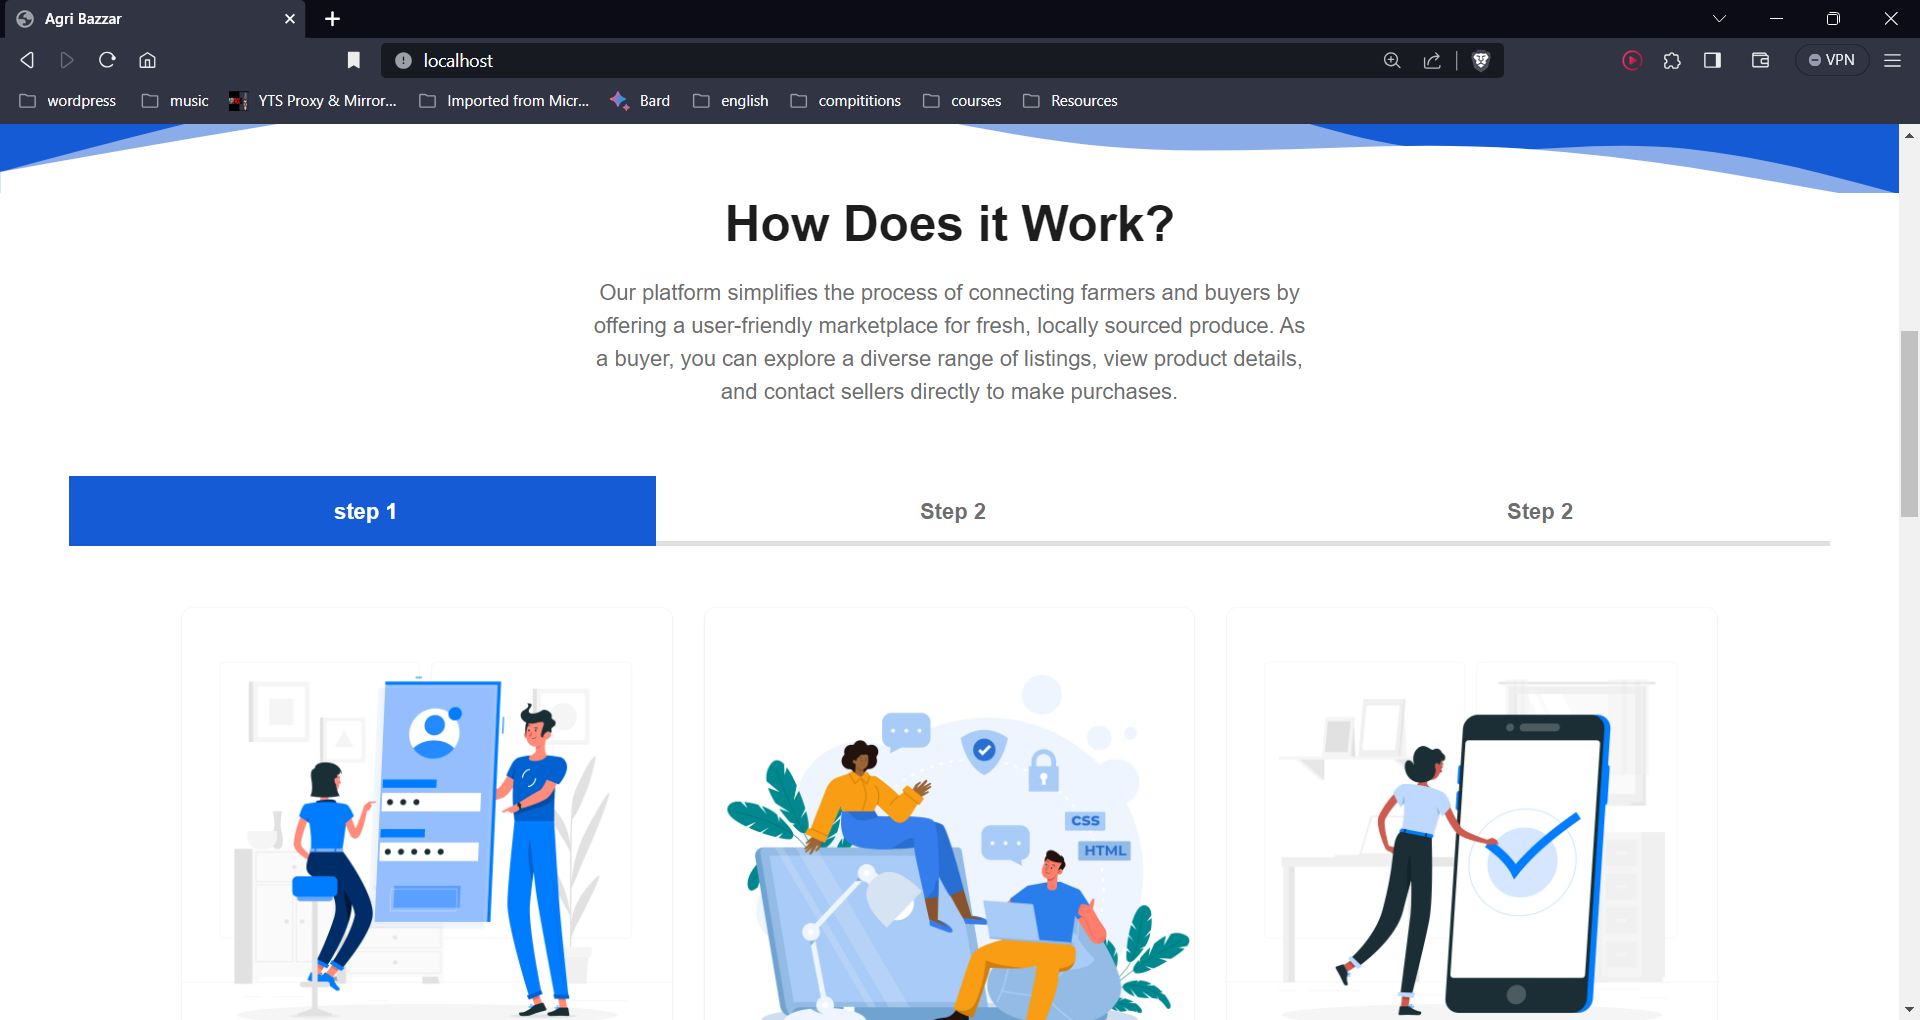 Agri Bazzar
localhost
VPN
wordpress
music
YTS Proxy & Mirror...
Imported from Micr...
Bard
english
compititions
courses
Resources
How Does it Work?
Our platform simplifies the process of connecting farmers and buyers by
offering a user-friendly marketplace for fresh, locally sourced produce. As
a buyer, you can explore a diverse range of listings, view product details,
and contact sellers directly to make purchases.
step 1
Step 2
Step 2
CSS
HTML